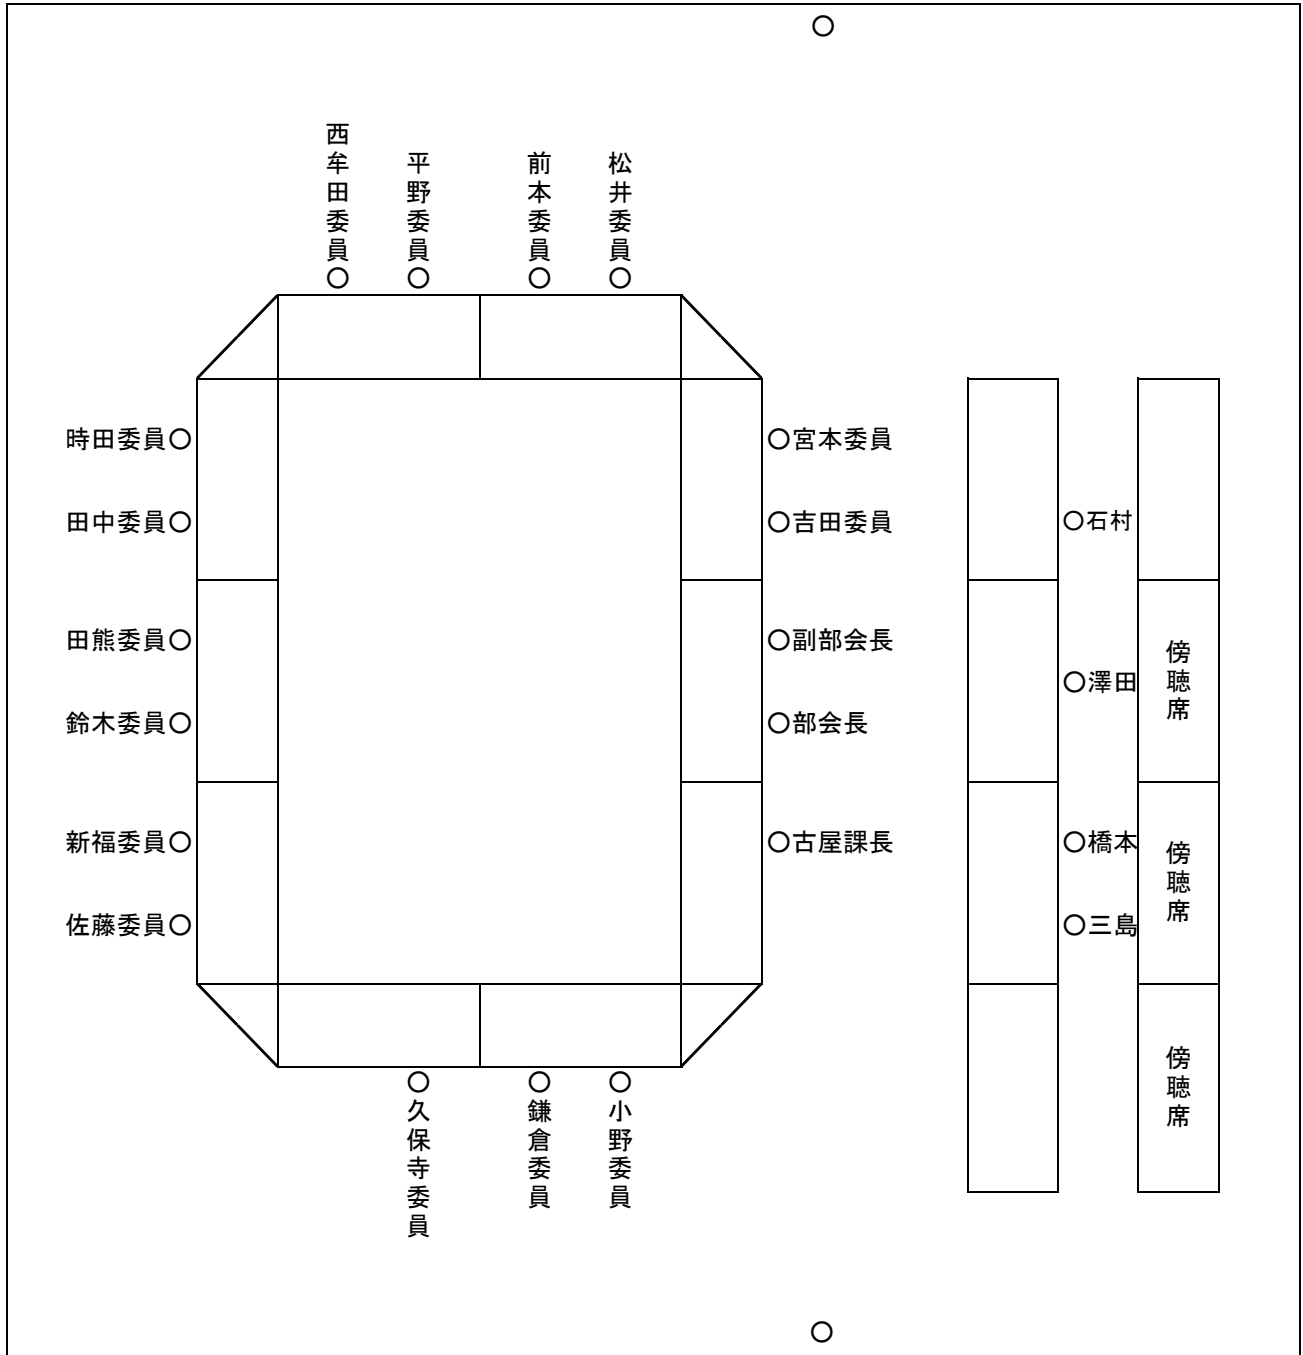 西牟田委員○
平野委員○
前本委員○
松井委員○
時田委員○
○宮本委員
田中委員○
○吉田委員
○石村
田熊委員○
○副部会長
○澤田
傍聴席
鈴木委員○
○部会長
新福委員○
○古屋課長
○橋本
傍聴席
佐藤委員○
○三島
傍聴席
○久保寺委員
○鎌倉委員
○小野委員